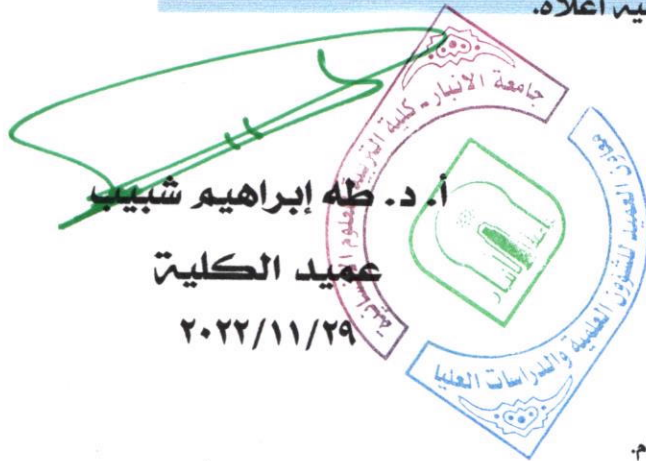 أعلاه.
أ. د. طه إبراهيم شبيب
عميد الكلية
٢٠٢٢/١١/٢٩
جامعة الانبار - كلية التربية للعلوم الإنسانية
معاون العميد للشؤون العلمية والدراسات العليا